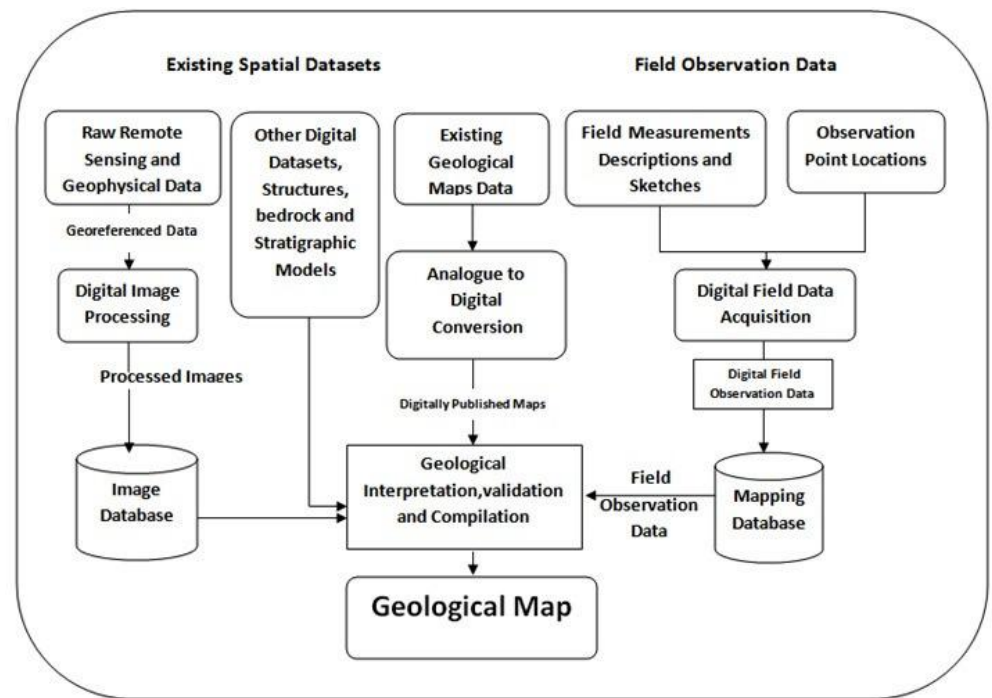 Existing Spatial Datasets
Field Observation Data
Raw Remote
Sensing and
Geophysical Data
Other Digital
Datasets,
Structures,
bedrock and
Stratigraphic
Models
Existing
Geological
Maps Data
Field Measurements
Descriptions and
Sketches
Observation
Point Locations
Georeferenced Data
Digital Image
Processing
Analogue to
Digital
Conversion
Digital Field Data
Acquisition
Processed Images
Digital Field
Observation Data
Digitally Published Maps
Image
Database
Geological
Interpretation,validation
and Compilation
Field
Observation
Data
Mapping
Database
Geological Map